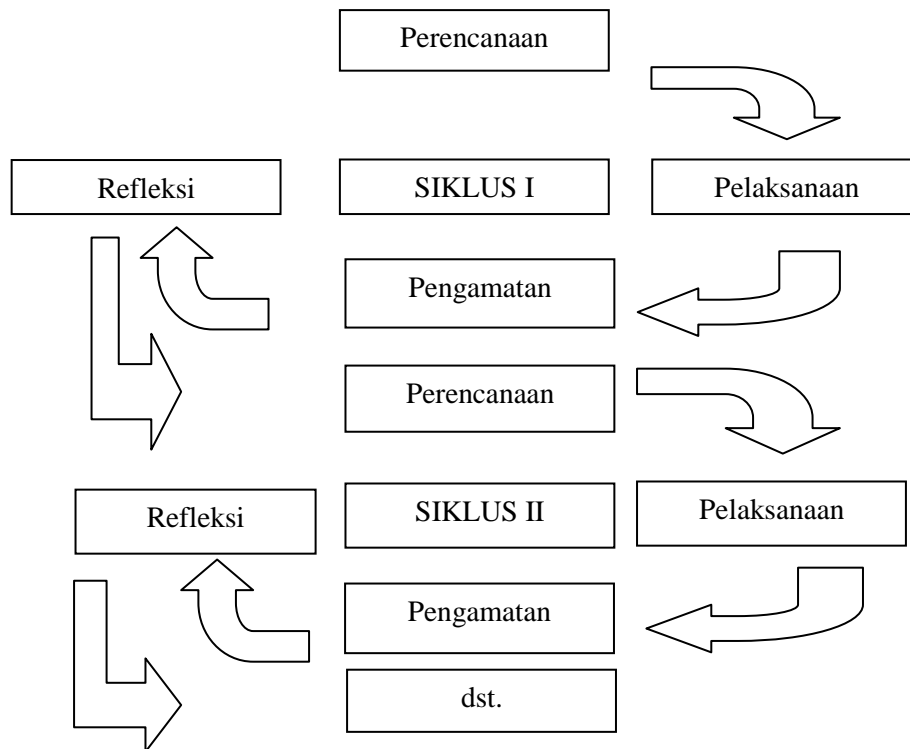 Perencanaan
Refleksi
SIKLUS I
Pelaksanaan
Pengamatan
Perencanaan
Refleksi
SIKLUS II
Pelaksanaan
Pengamatan
dst.